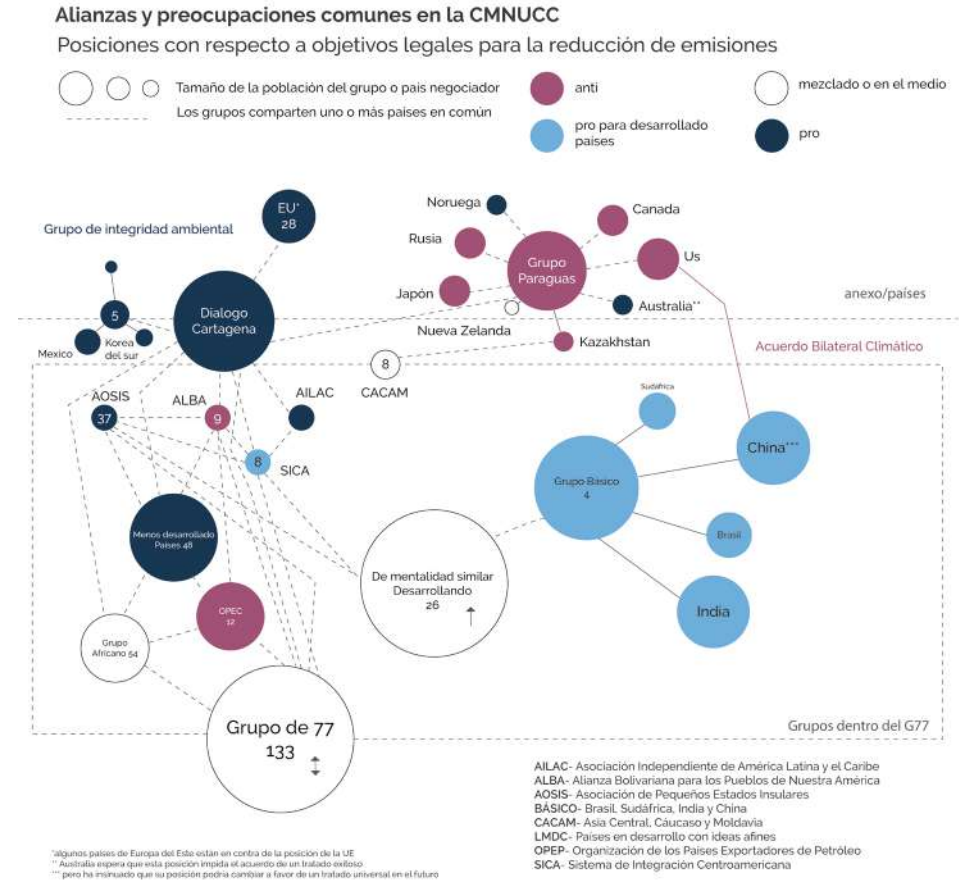 Alianzas y preocupaciones comunes en la CMNUCC
Posiciones con respecto a objetivos legales para la reducción de emisiones
Tamaño de la población del grupo o país negociador
Los grupos comparten uno o más países en común
anti
pro para desarrollado
países
mezclado o en el medio
pro
Grupo de integridad ambiental
EU*
28
Noruega
Canada
Rusia
Grupo
Paraguas
Us
Japón
Australia**
anexo/países
5
Dialogo
Cartagena
Mexico
Korea
del sur
Nueva Zelanda
Kazakhstan
Acuerdo Bilateral Climático
8
CACAM
AOSIS
37
ALBA
9
AILAC
8
SICA
Sudáfrica
China***
Grupo Básico
4
Brasil
India
Menos desarrollado
Países 48
De mentalidad similar
Desarrollando
26
OPEC
12
Grupo
Africano 54
Grupo de 77
133
Grupos dentro del G77
AILAC- Asociación Independiente de América Latina y el Caribe
ALBA- Alianza Bolivariana para los Pueblos de Nuestra América
AOSIS- Asociación de Pequeños Estados Insulares
BÁSICO- Brasil, Sudáfrica, India y China
CACAM- Asia Central, Cáucaso y Moldavia
LMDC- Países en desarrollo con ideas afines
OPEP- Organización de los Países Exportadores de Petróleo
SICA- Sistema de Integración Centroamericana
*algunos países de Europa del Este están en contra de la posición de la UE
** Australia espera que esta posición impida el acuerdo de un tratado exitoso
*** pero ha insinuado que su posición podría cambiar a favor de un tratado universal en el futuro